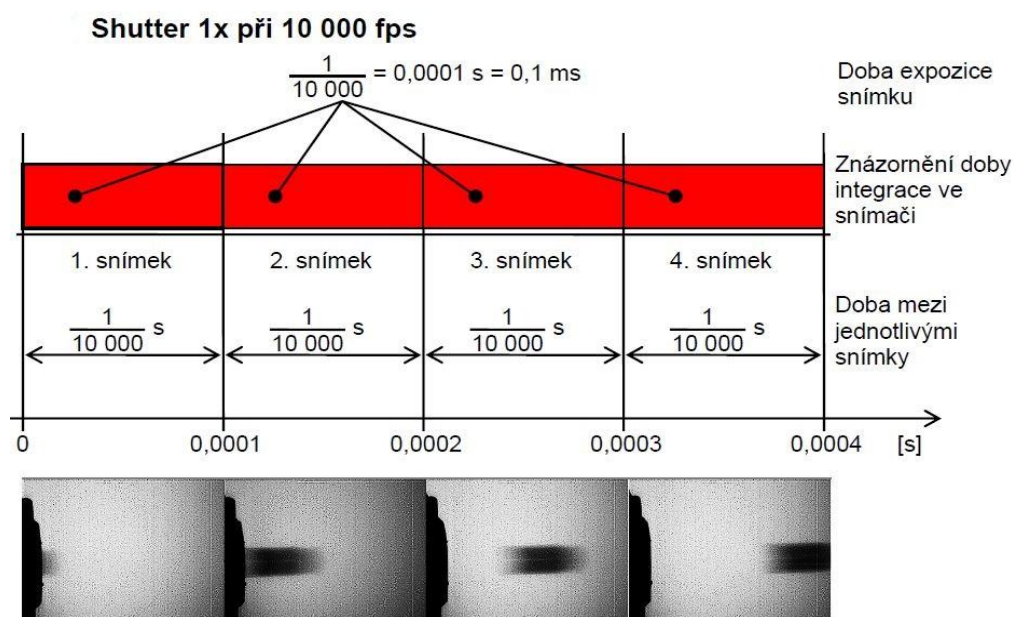 Shutter 1x při 10 000 fps
1
10 000
= 0,0001 s = 0,1 ms
Doba expozice
snímku
Znázornění doby
integrace ve
snímači
1. snímek
2. snímek
3. snímek
4. snímek
1
10 000
s
1
10 000
s
1
10 000
s
1
10 000
s
Doba mezi
jednotlivými
snímky
0
0,0001
0,0002
0,0003
0,0004
[s]